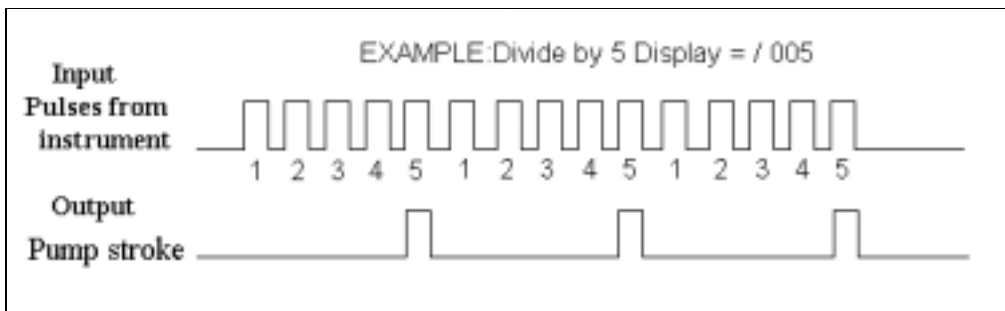 EXAMPLE:Divide by 5 Display = / 005
Input
Pulses from
instrument
1 2 3 4 5 1 2 3 4 5 1 2 3 4 5
Output
Pump stroke